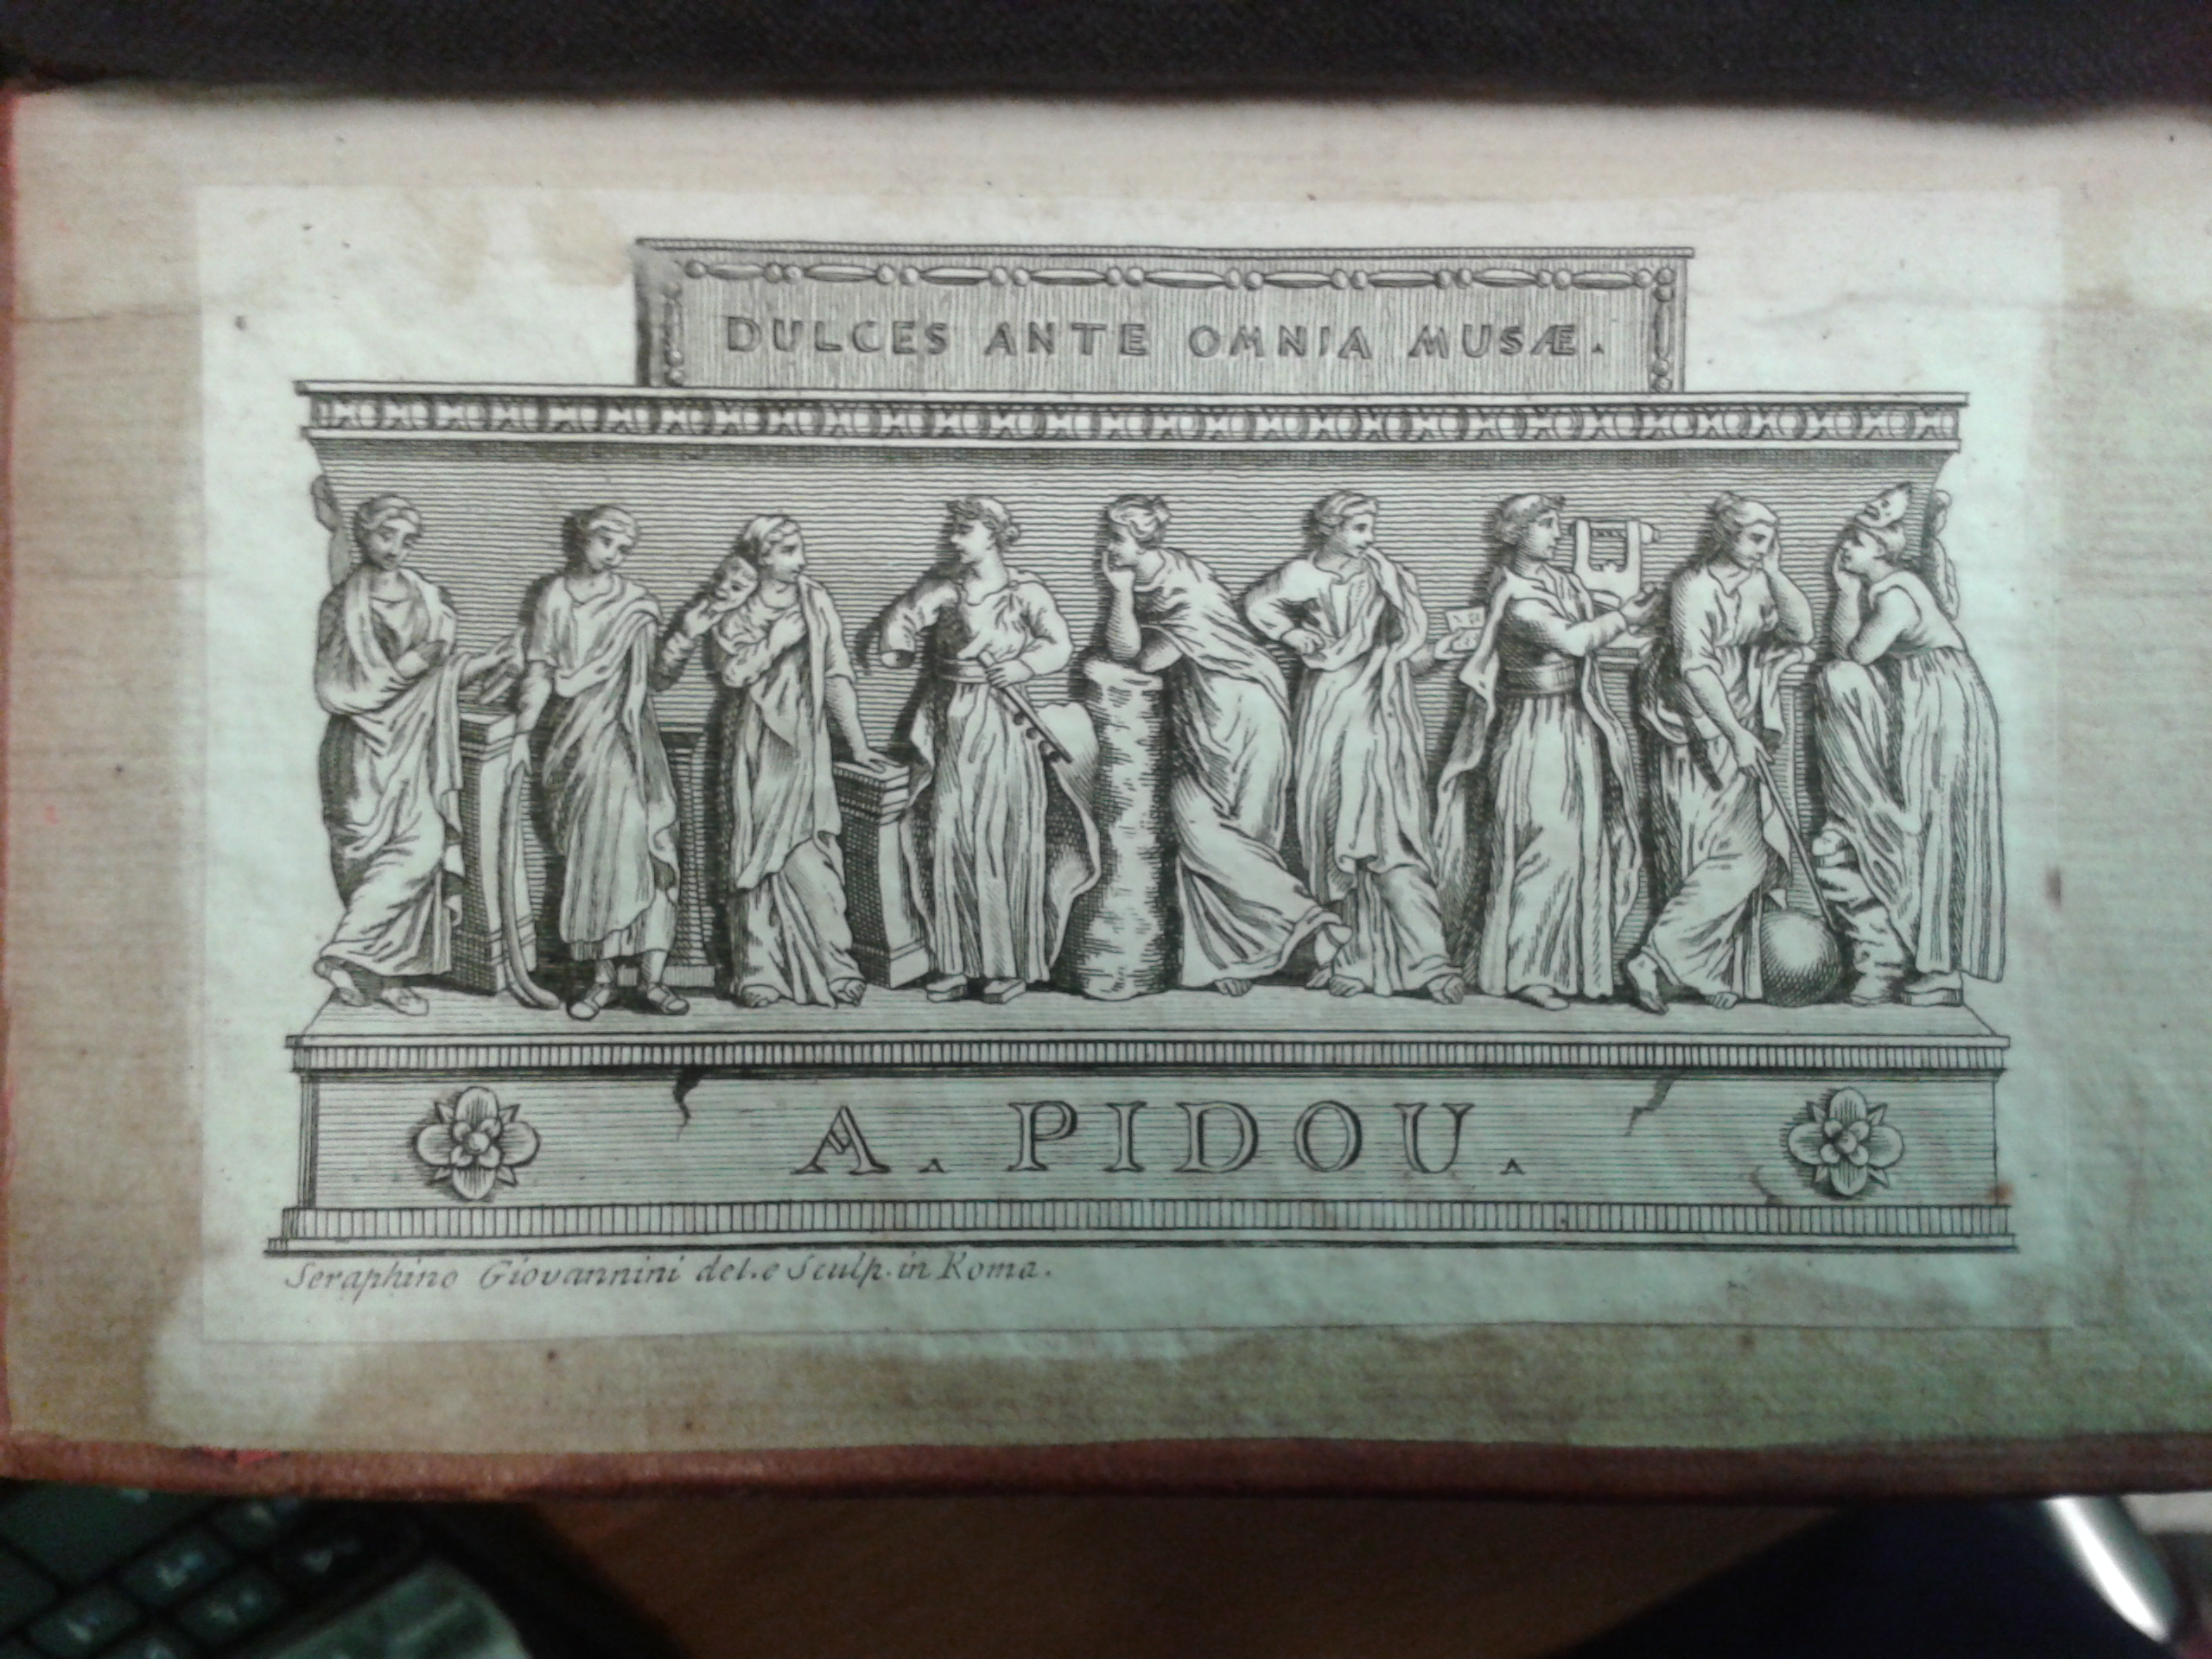 DULCES ANTE OMNIA MUSÆ.
A. PIDOU.
Seraphino Giovannini del. e Sculp. in Roma.